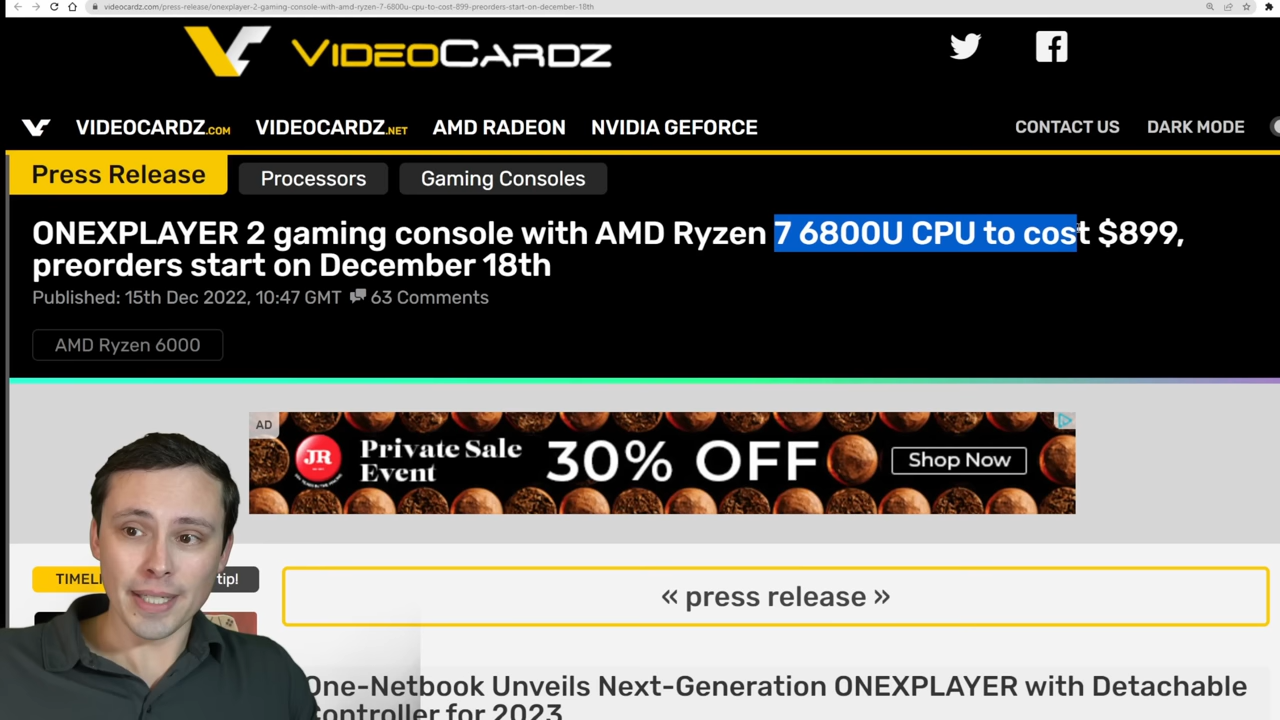 videocardz.com/press-release/onexplayer-2-gaming-console-with-amd-ryzen-7-6800u-cpu-to-cost-899-preorders-start-on-december-18th
VIDEOCARDZ
VIDEOCARDZ.COM VIDEOCARDZ.NET AMD RADEON NVIDIA GEFORCE CONTACT US DARK MODE
Press Release Processors Gaming Consoles
ONEXPLAYER 2 gaming console with AMD Ryzen 7 6800U CPU to cost $899,
preorders start on December 18th
Published: 15th Dec 2022, 10:47 GMT 63 Comments
AMD Ryzen 6000
AD
JR
Private Sale
Event
30% OFF
Shop Now
TIMELI
tip!
« press release »
One-Netbook Unveils Next-Generation ONEXPLAYER with Detachable
Controller for 2023